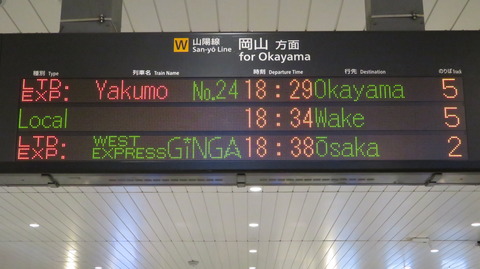 W 山陽線 San-yō Line 岡山 方面 for Okayama
種別 Type 列車名 Train Name 時刻 Departure Time 行先 Destination のりば Track
LTD. EXP. Yakumo No.24 18:29 Okayama 5
Local 18:34 Wake 5
LTD. EXP. WEST EXPRESS GINGA 18:38 Ōsaka 2